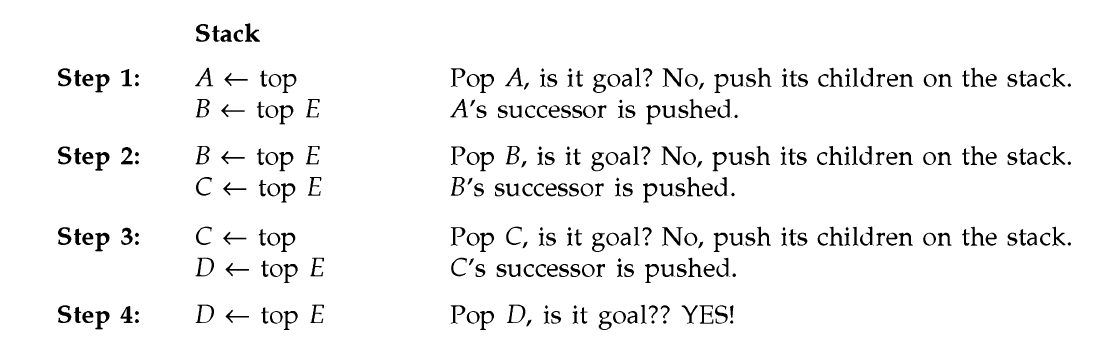 Stack
Step 1: A ← top Pop A, is it goal? No, push its children on the stack.
B ← top E A's successor is pushed.
Step 2: B ← top E Pop B, is it goal? No, push its children on the stack.
C ← top E B's successor is pushed.
Step 3: C ← top Pop C, is it goal? No, push its children on the stack.
D ← top E C's successor is pushed.
Step 4: D ← top E Pop D, is it goal?? YES!